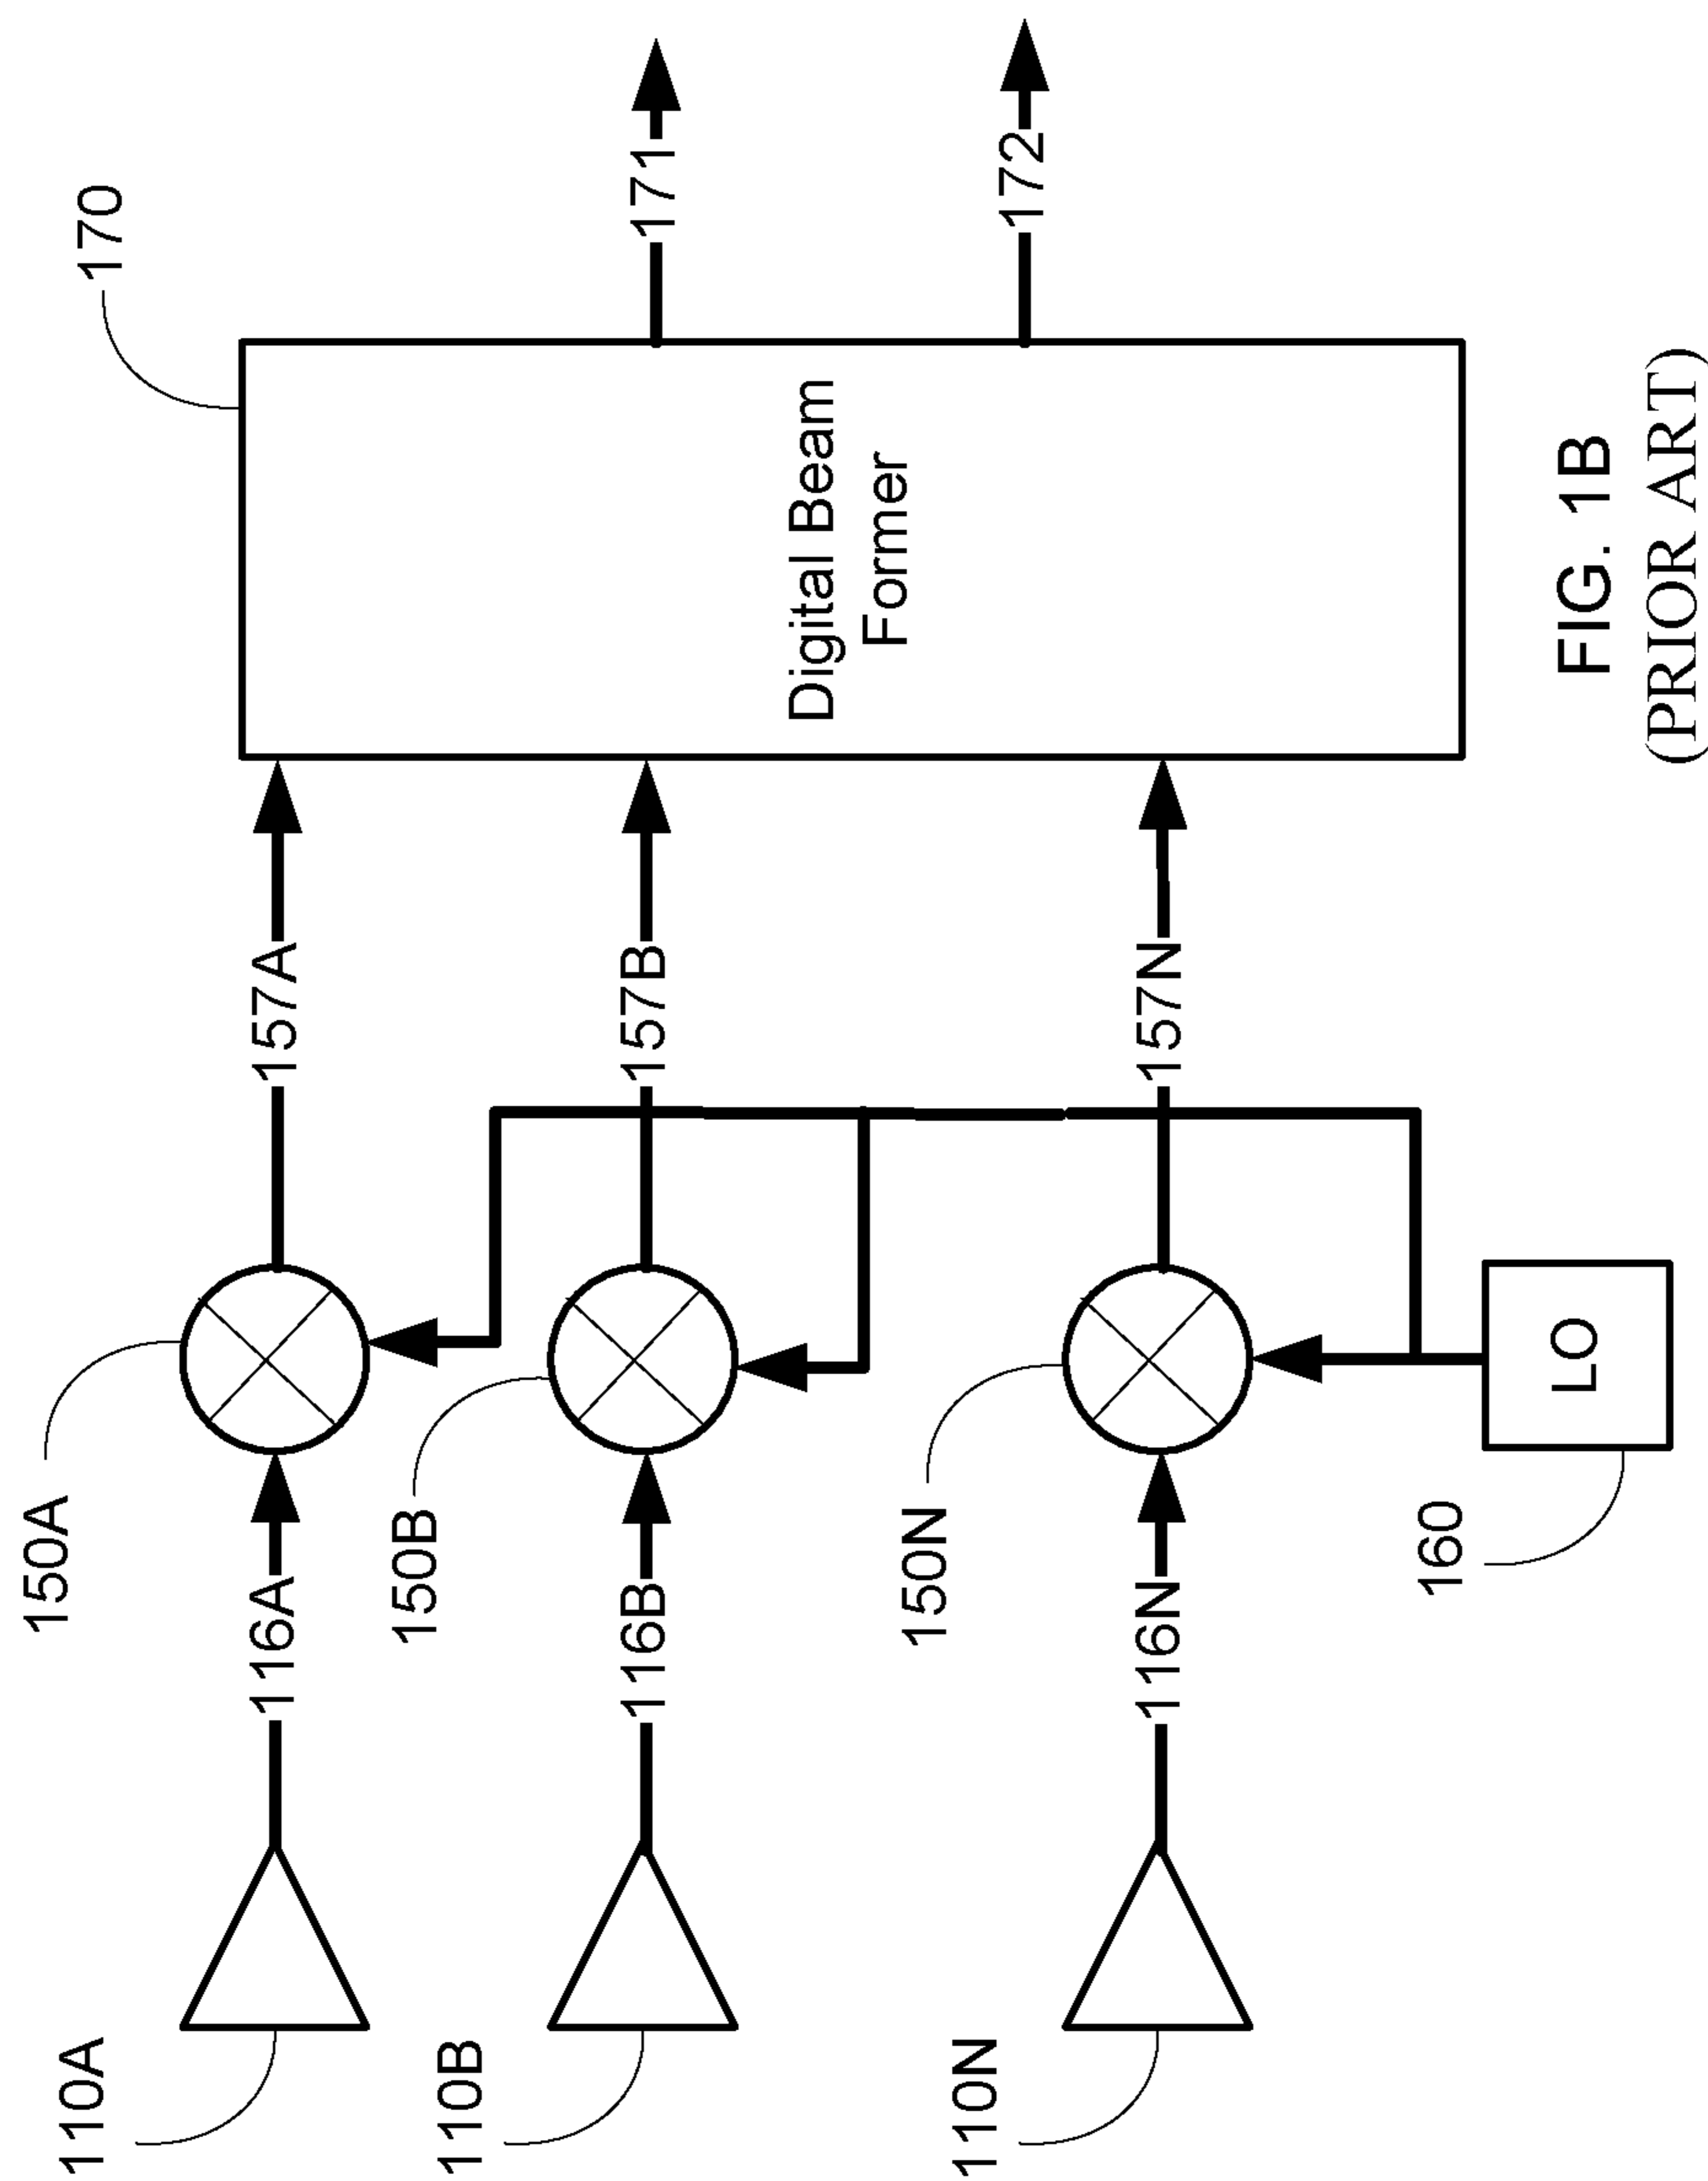 170
171
172
Digital Beam
Former
157A
157B
157N
150A
150B
150N
116A
116B
116N
LO
160
110A
110B
110N
FIG. 1B
(PRIOR ART)